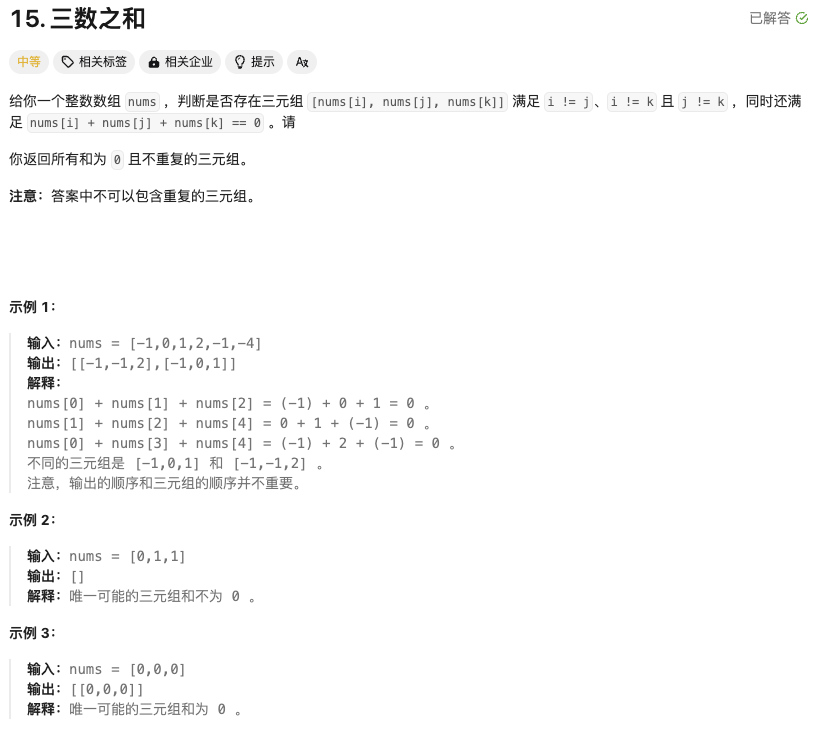 15. 三数之和
已解答
中等 相关标签 相关企业 提示 Aあ
给你一个整数数组 nums ，判断是否存在三元组 [nums[i], nums[j], nums[k]] 满足 i != j、i != k 且 j != k ，同时还满
足 nums[i] + nums[j] + nums[k] == 0 。请
你返回所有和为 0 且不重复的三元组。
注意：答案中不可以包含重复的三元组。
示例 1：
输入：nums = [-1,0,1,2,-1,-4]
输出：[[-1,-1,2],[-1,0,1]]
解释：
nums[0] + nums[1] + nums[2] = (-1) + 0 + 1 = 0 。
nums[1] + nums[2] + nums[4] = 0 + 1 + (-1) = 0 。
nums[0] + nums[3] + nums[4] = (-1) + 2 + (-1) = 0 。
不同的三元组是 [-1,0,1] 和 [-1,-1,2] 。
注意，输出的顺序和三元组的顺序并不重要。
示例 2：
输入：nums = [0,1,1]
输出：[]
解释：唯一可能的三元组和不为 0 。
示例 3：
输入：nums = [0,0,0]
输出：[[0,0,0]]
解释：唯一可能的三元组和为 0 。